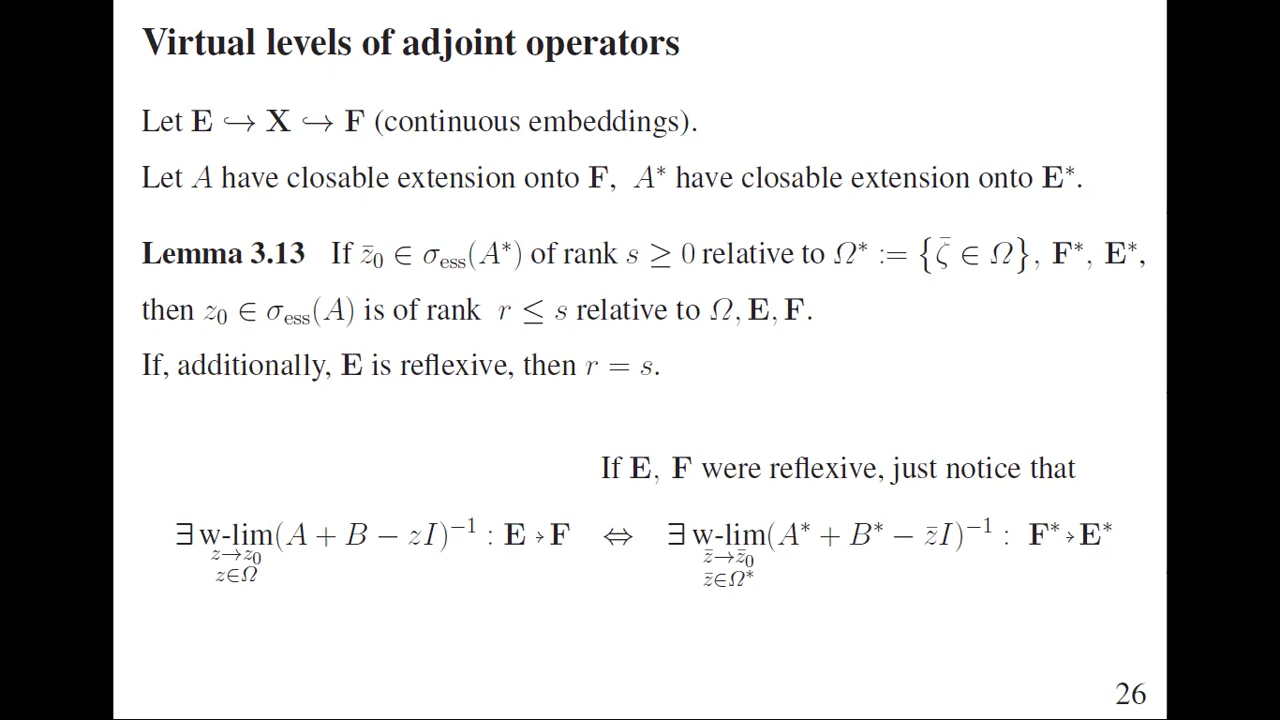 Virtual levels of adjoint operators
Let E ↪ X ↪ F (continuous embeddings).
Let A have closable extension onto F, A* have closable extension onto E*.
Lemma 3.13 If z̄₀ ∈ σ_ess(A*) of rank s ≥ 0 relative to Ω* := {ζ̄ ∈ Ω}, F*, E*,
then z₀ ∈ σ_ess(A) is of rank r ≤ s relative to Ω, E, F.
If, additionally, E is reflexive, then r = s.
If E, F were reflexive, just notice that
∃ w-lim(A + B − zI)⁻¹ : E → F ⇔ ∃ w-lim(A* + B* − z̄I)⁻¹ : F* → E*
z→z₀ z̄→z̄₀
z∈Ω z̄∈Ω*
26